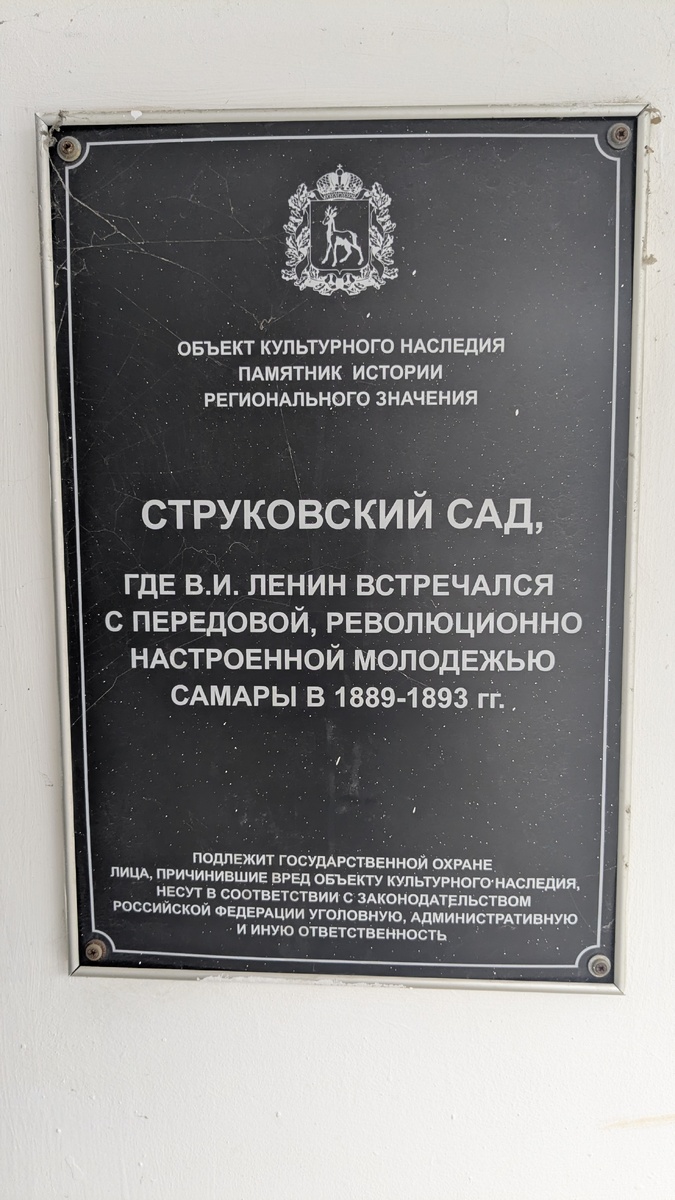 ОБЪЕКТ КУЛЬТУРНОГО НАСЛЕДИЯ
ПАМЯТНИК ИСТОРИИ
РЕГИОНАЛЬНОГО ЗНАЧЕНИЯ
СТРУКОВСКИЙ САД,
ГДЕ В.И. ЛЕНИН ВСТРЕЧАЛСЯ
С ПЕРЕДОВОЙ, РЕВОЛЮЦИОННО
НАСТРОЕННОЙ МОЛОДЕЖЬЮ
САМАРЫ В 1889-1893 гг.
ПОДЛЕЖИТ ГОСУДАРСТВЕННОЙ ОХРАНЕ
ЛИЦА, ПРИЧИНИВШИЕ ВРЕД ОБЪЕКТУ КУЛЬТУРНОГО НАСЛЕДИЯ,
НЕСУТ В СООТВЕТСТВИИ С ЗАКОНОДАТЕЛЬСТВОМ
РОССИЙСКОЙ ФЕДЕРАЦИИ УГОЛОВНУЮ, АДМИНИСТРАТИВНУЮ
И ИНУЮ ОТВЕТСТВЕННОСТЬ